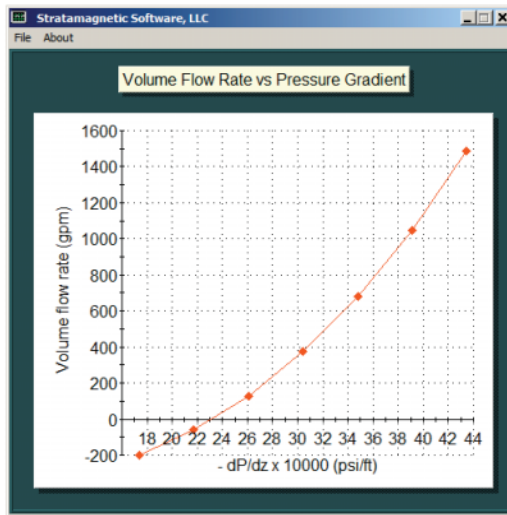 Stratamagnetic Software, LLC
File About
Volume Flow Rate vs Pressure Gradient
1600
1400
1200
1000
800
600
400
200
0
-200
Volume flow rate (gpm)
18 20 22 24 26 28 30 32 34 36 38 40 42 44
- dP/dz x 10000 (psi/ft)